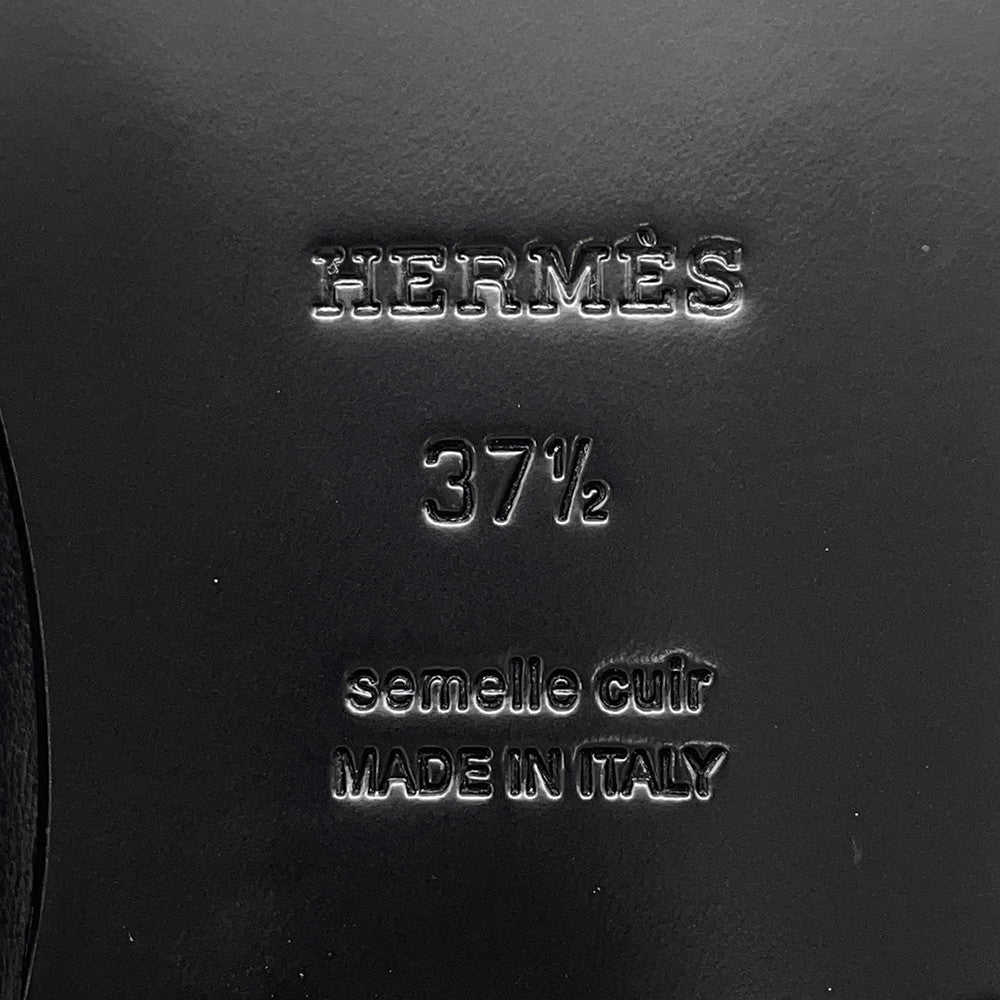 HERMÈS
37½
semelle cuir
MADE IN ITALY